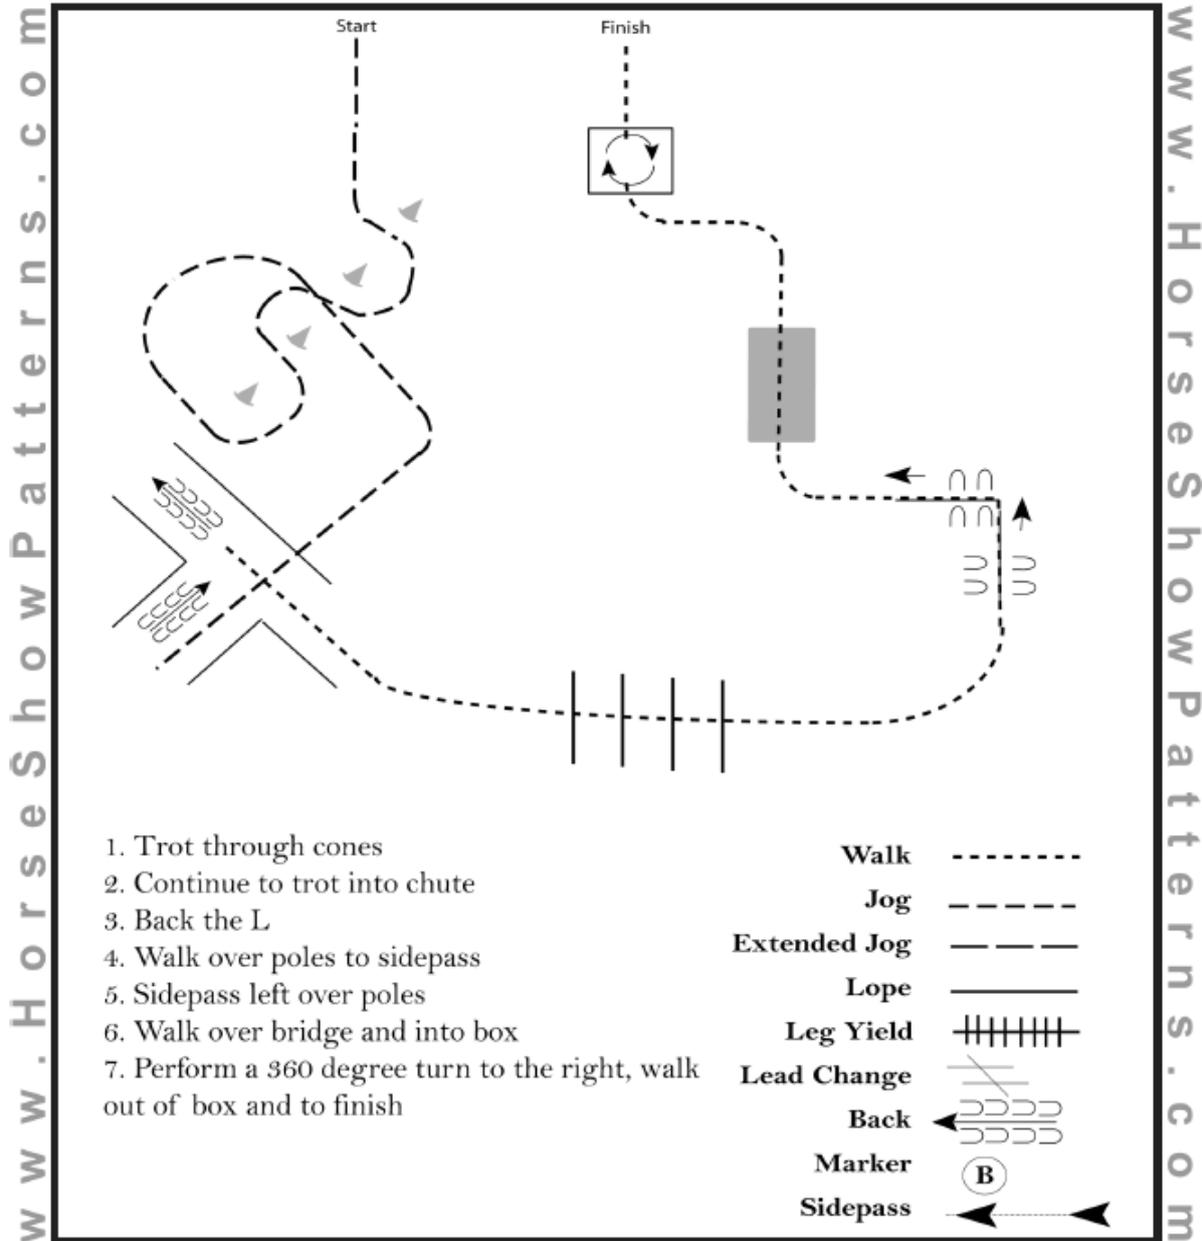 Start
Finish
www.HorseShowPatterns.com
www.HorseShowPatterns.com
1. Trot through cones
2. Continue to trot into chute
3. Back the L
4. Walk over poles to sidepass
5. Sidepass left over poles
6. Walk over bridge and into box
7. Perform a 360 degree turn to the right, walk
out of box and to finish
Walk
Jog
Extended Jog
Lope
Leg Yield
Lead Change
Back
Marker
B
Sidepass